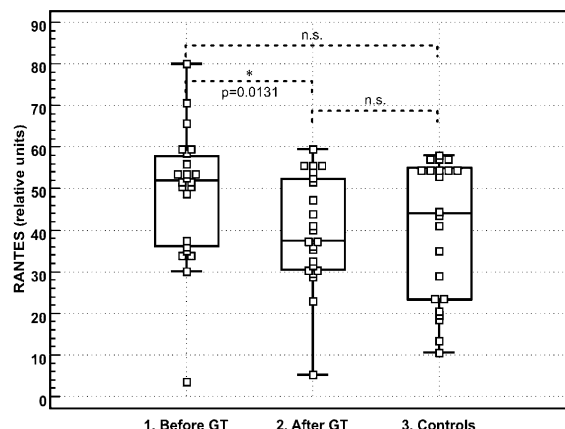 90
80
70
60
50
40
30
20
10
0
RANTES (relative units)
n.s.
*
p=0.0131
n.s.
1. Before GT 2. After GT 3. Controls